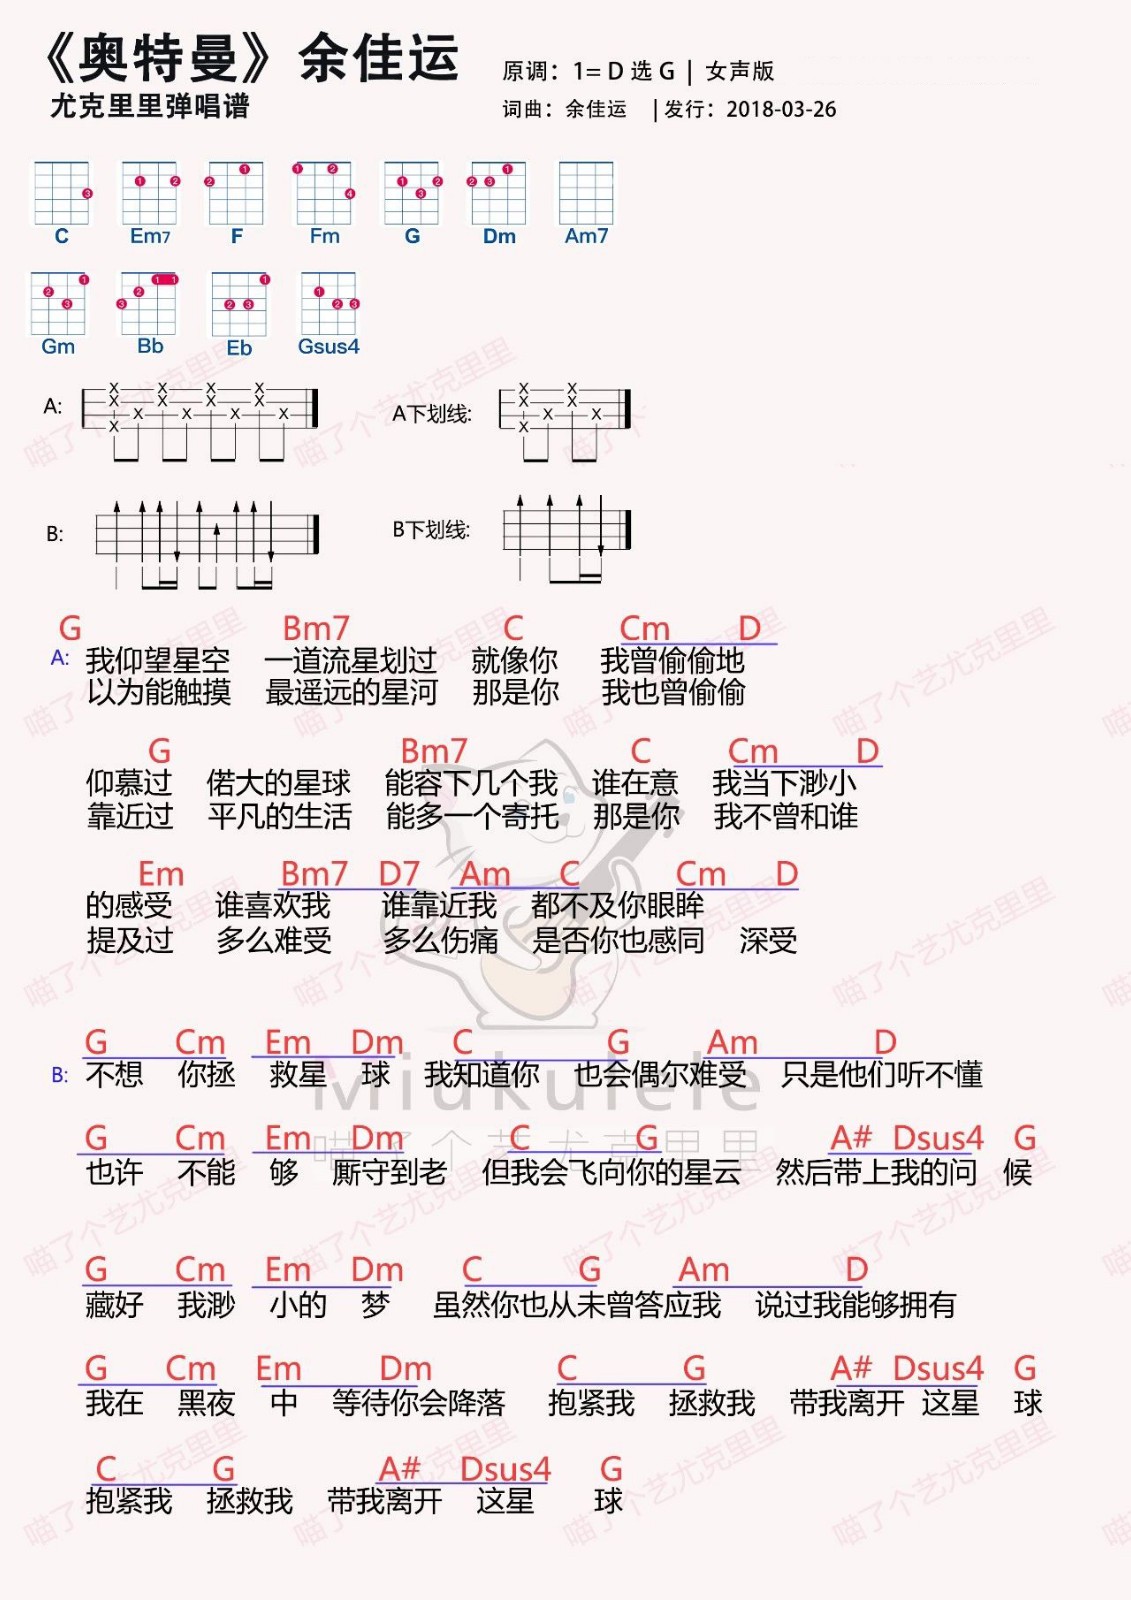 《奥特曼》余佳运
尤克里里弹唱谱
原调：1= D 选 G | 女声版
词曲：余佳运 | 发行：2018-03-26
C Em7 F Fm G Dm Am7
Gm Bb Eb Gsus4
A: A下划线:
B: B下划线:
G Bm7 C Cm D
A: 我仰望星空 一道流星划过 就像你 我曾偷偷地
以为能触摸 最遥远的星河 那是你 我也曾偷偷
G Bm7 C Cm D
仰慕过 偌大的星球 能容下几个我 谁在意 我当下渺小
靠近过 平凡的生活 能多一个寄托 那是你 我不曾和谁
Em Bm7 D7 Am C Cm D
的感受 谁喜欢我 谁靠近我 都不及你眼眸
提及过 多么难受 多么伤痛 是否你也感同 深受
G Cm Em Dm C G Am D
B: 不想 你拯 救星 球 我知道你 也会偶尔难受 只是他们听不懂
Miukulele
喵了个艺尤克里里
G Cm Em Dm C G A# Dsus4 G
也许 不能 够 厮守到老 但我会飞向你的星云 然后带上我的问 候
G Cm Em Dm C G Am D
藏好 我渺 小的 梦 虽然你也从未曾答应我 说过我能够拥有
G Cm Em Dm C G A# Dsus4 G
我在 黑夜 中 等待你会降落 抱紧我 拯救我 带我离开 这星 球
C G A# Dsus4 G
抱紧我 拯救我 带我离开 这星 球